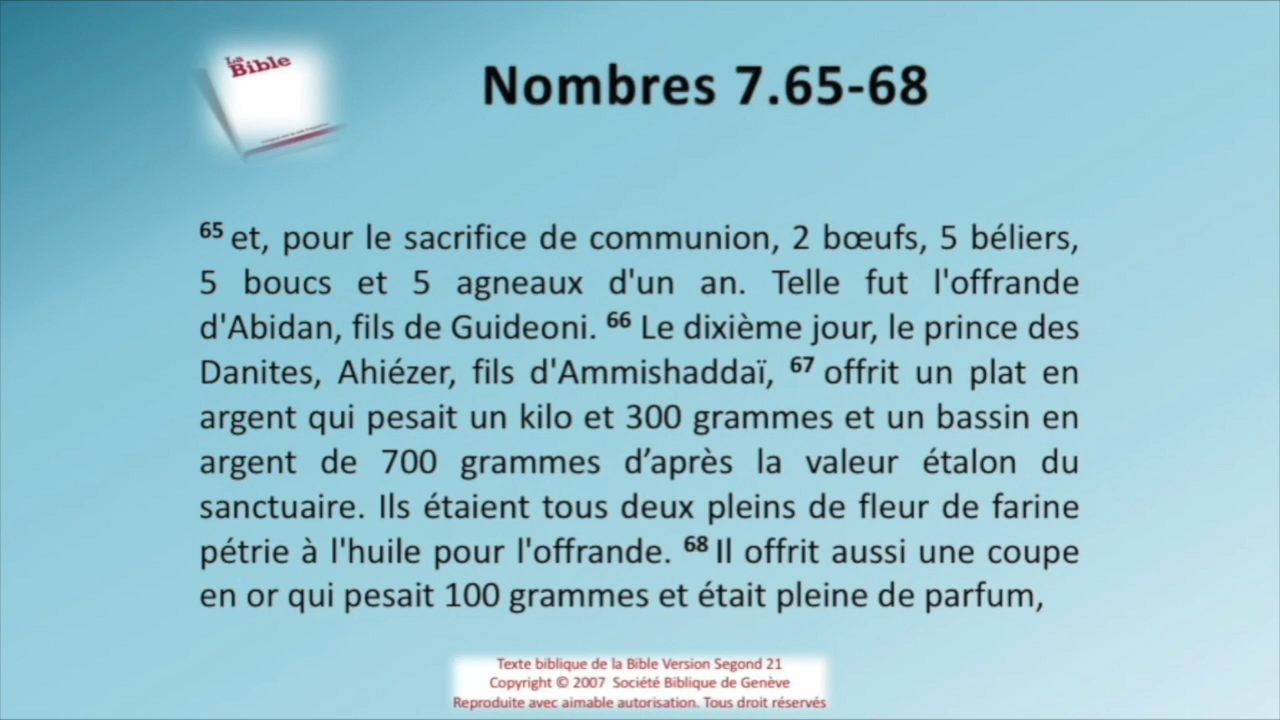 La
Bible
Nombres 7.65-68
65 et, pour le sacrifice de communion, 2 bœufs, 5 béliers,
5 boucs et 5 agneaux d'un an. Telle fut l'offrande
d'Abidan, fils de Guideoni. 66 Le dixième jour, le prince des
Danites, Ahiézer, fils d'Ammishaddaï, 67 offrit un plat en
argent qui pesait un kilo et 300 grammes et un bassin en
argent de 700 grammes d’après la valeur étalon du
sanctuaire. Ils étaient tous deux pleins de fleur de farine
pétrie à l'huile pour l'offrande. 68 Il offrit aussi une coupe
en or qui pesait 100 grammes et était pleine de parfum,
Texte biblique de la Bible Version Segond 21
Copyright © 2007 Société Biblique de Genève
Reproduite avec aimable autorisation. Tous droit réservés